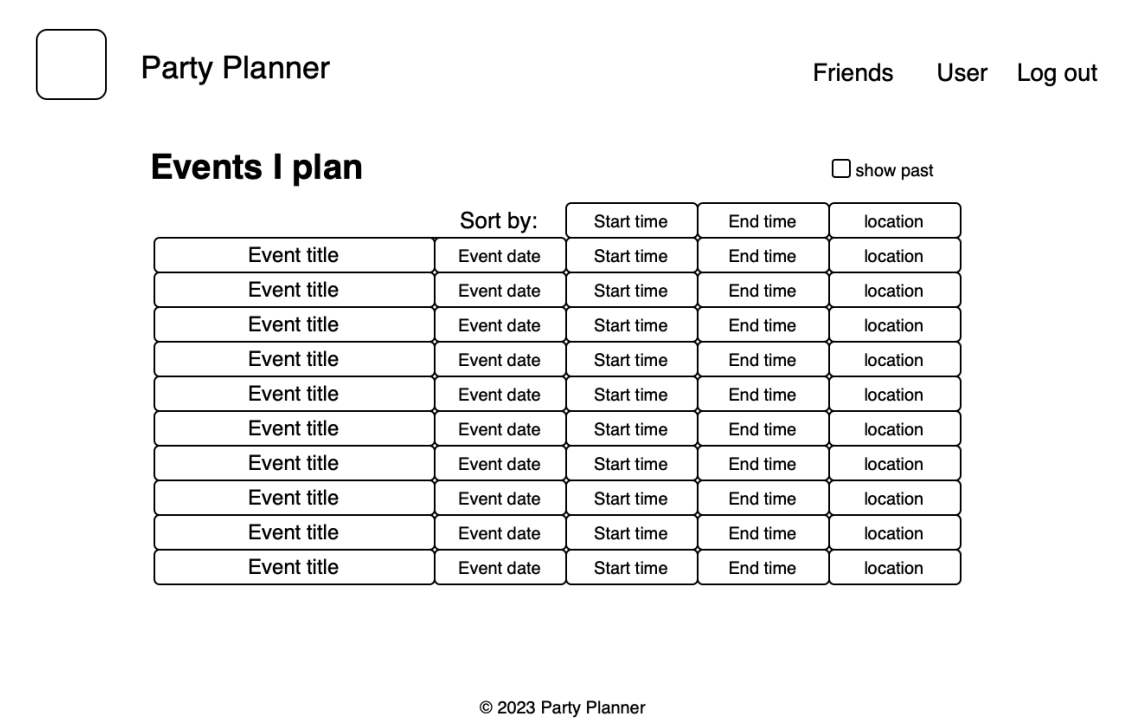 Party Planner
Friends User Log out
Events I plan
show past
Sort by: Start time End time location
Event title Event date Start time End time location
Event title Event date Start time End time location
Event title Event date Start time End time location
Event title Event date Start time End time location
Event title Event date Start time End time location
Event title Event date Start time End time location
Event title Event date Start time End time location
Event title Event date Start time End time location
Event title Event date Start time End time location
Event title Event date Start time End time location
© 2023 Party Planner